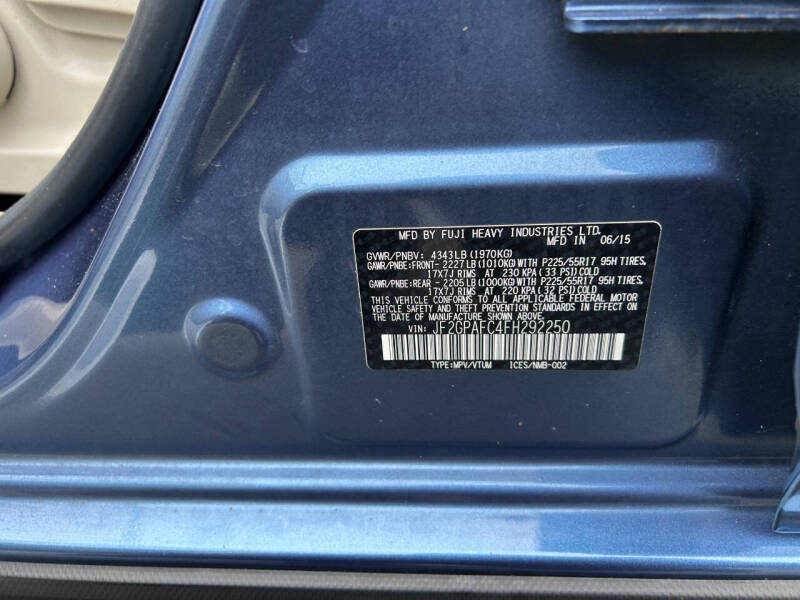 MFD BY FUJI HEAVY INDUSTRIES LTD.
MFD IN 06/15
GVWR/PNBV: 4343LB (1970KG)
GAWR/PNBE:FRONT- 2227LB (1010KG) WITH P225/55R17 95H TIRES,
17X7J RIMS AT 230 KPA ( 33 PSI) COLD
GAWR/PNBE:REAR - 2205LB (1000KG) WITH P225/55R17 95H TIRES,
17X7J RIMS AT 220 KPA ( 32 PSI) COLD
THIS VEHICLE CONFORMS TO ALL APPLICABLE FEDERAL MOTOR
VEHICLE SAFETY AND THEFT PREVENTION STANDARDS IN EFFECT ON
THE DATE OF MANUFACTURE SHOWN ABOVE.
VIN: JF2GPAEC4FH292250
TYPE:MPV/VTUM ICES/NMB-002